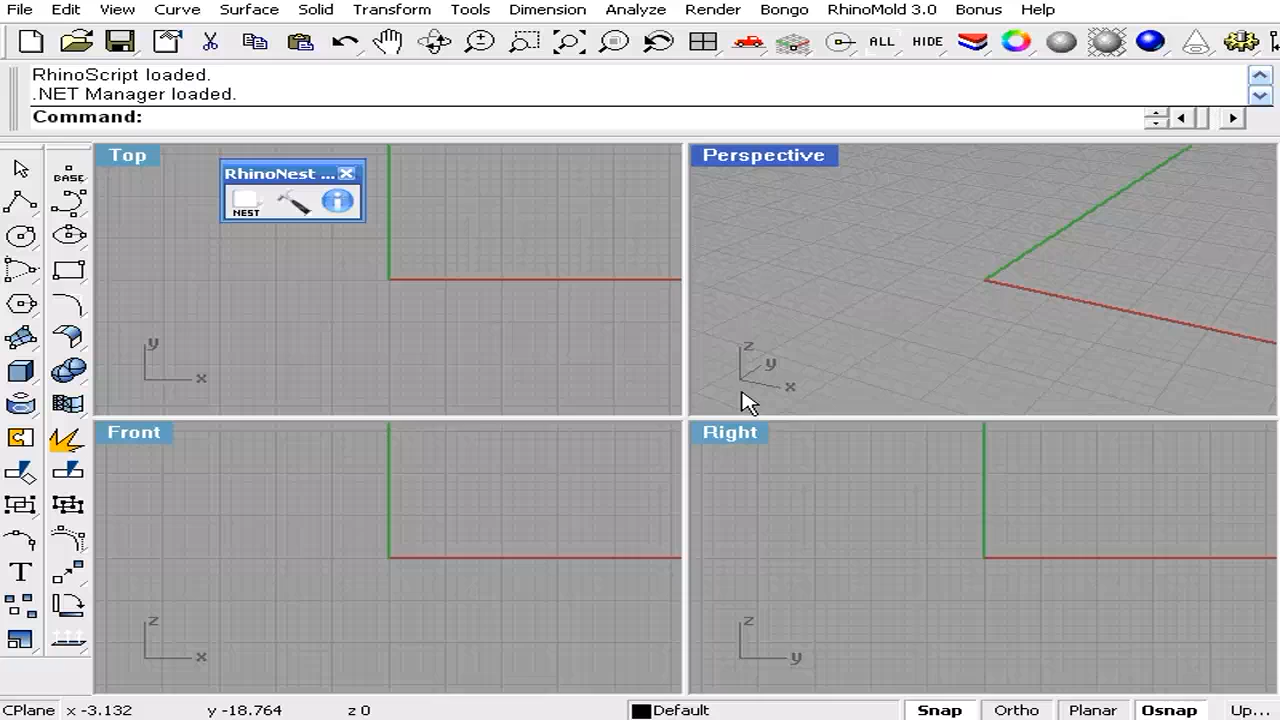 File Edit View Curve Surface Solid Transform Tools Dimension Analyze Render Bongo RhinoMold 3.0 Bonus Help
ALL HIDE
RhinoScript loaded.
.NET Manager loaded.
Command:
Top
Perspective
RhinoNest ...
NEST
BASE
y
x
z
y
x
Front
Right
T
z
x
z
y
CPlane x -3.132 y -18.764 z 0 Default Snap Ortho Planar Osnap Up...